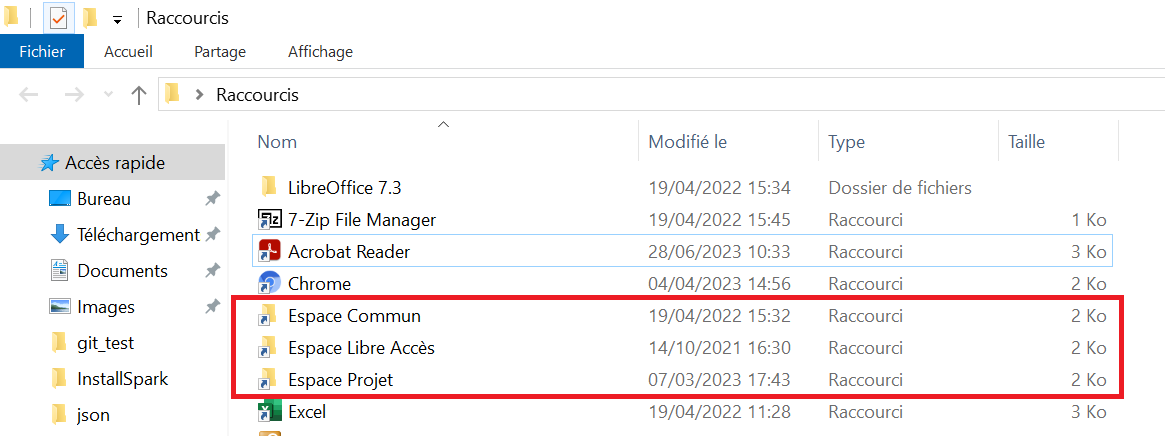 Raccourcis
Fichier Accueil Partage Affichage
Raccourcis
Nom Modifié le Type Taille
Accès rapide
Bureau
Téléchargement
Documents
Images
git_test
InstallSpark
json
LibreOffice 7.3 19/04/2022 15:34 Dossier de fichiers
7-Zip File Manager 19/04/2022 15:45 Raccourci 1 Ko
Acrobat Reader 28/06/2023 10:33 Raccourci 3 Ko
Chrome 04/04/2023 14:56 Raccourci 2 Ko
Espace Commun 19/04/2022 15:32 Raccourci 2 Ko
Espace Libre Accès 14/10/2021 16:30 Raccourci 2 Ko
Espace Projet 07/03/2023 17:43 Raccourci 2 Ko
Excel 19/04/2022 11:28 Raccourci 3 Ko